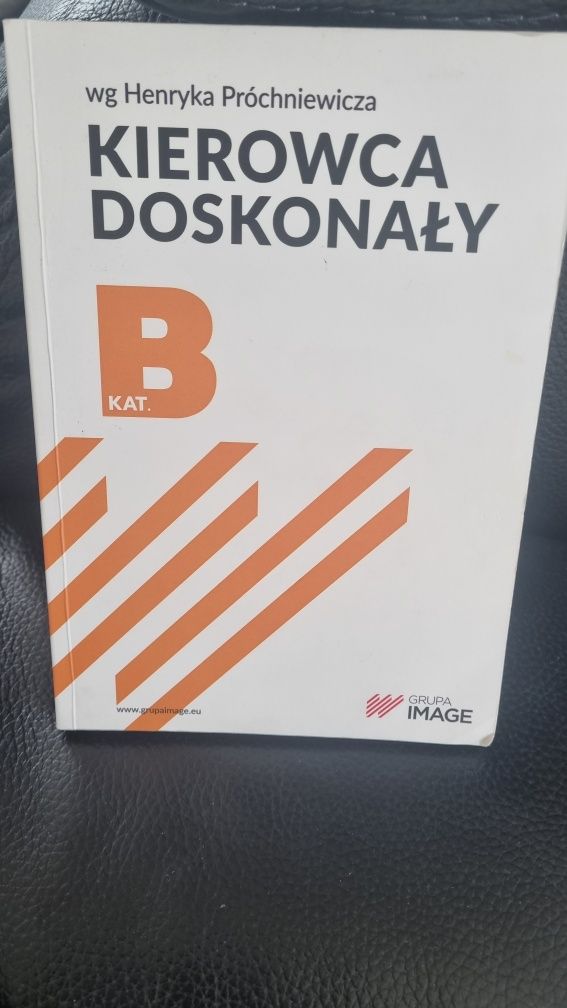 wg Henryka Próchniewicza
KIEROWCA
DOSKONAŁY
B
KAT.
www.grupaimage.eu
GRUPA
IMAGE